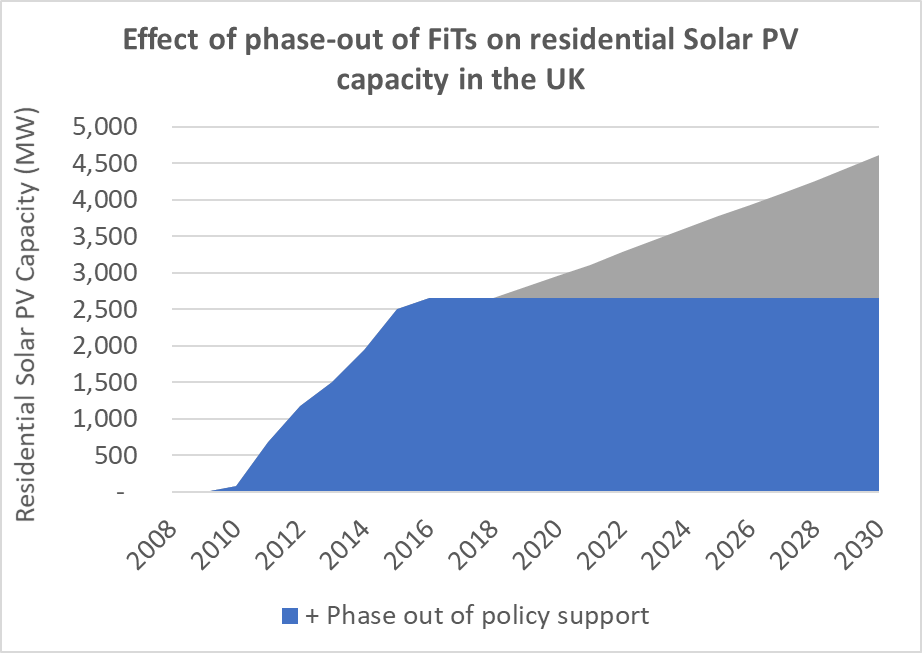 Effect of phase-out of FiTs on residential Solar PV
capacity in the UK
Residential Solar PV Capacity (MW)
5,000
4,500
4,000
3,500
3,000
2,500
2,000
1,500
1,000
500
-
2008 2010 2012 2014 2016 2018 2020 2022 2024 2026 2028 2030
+ Phase out of policy support